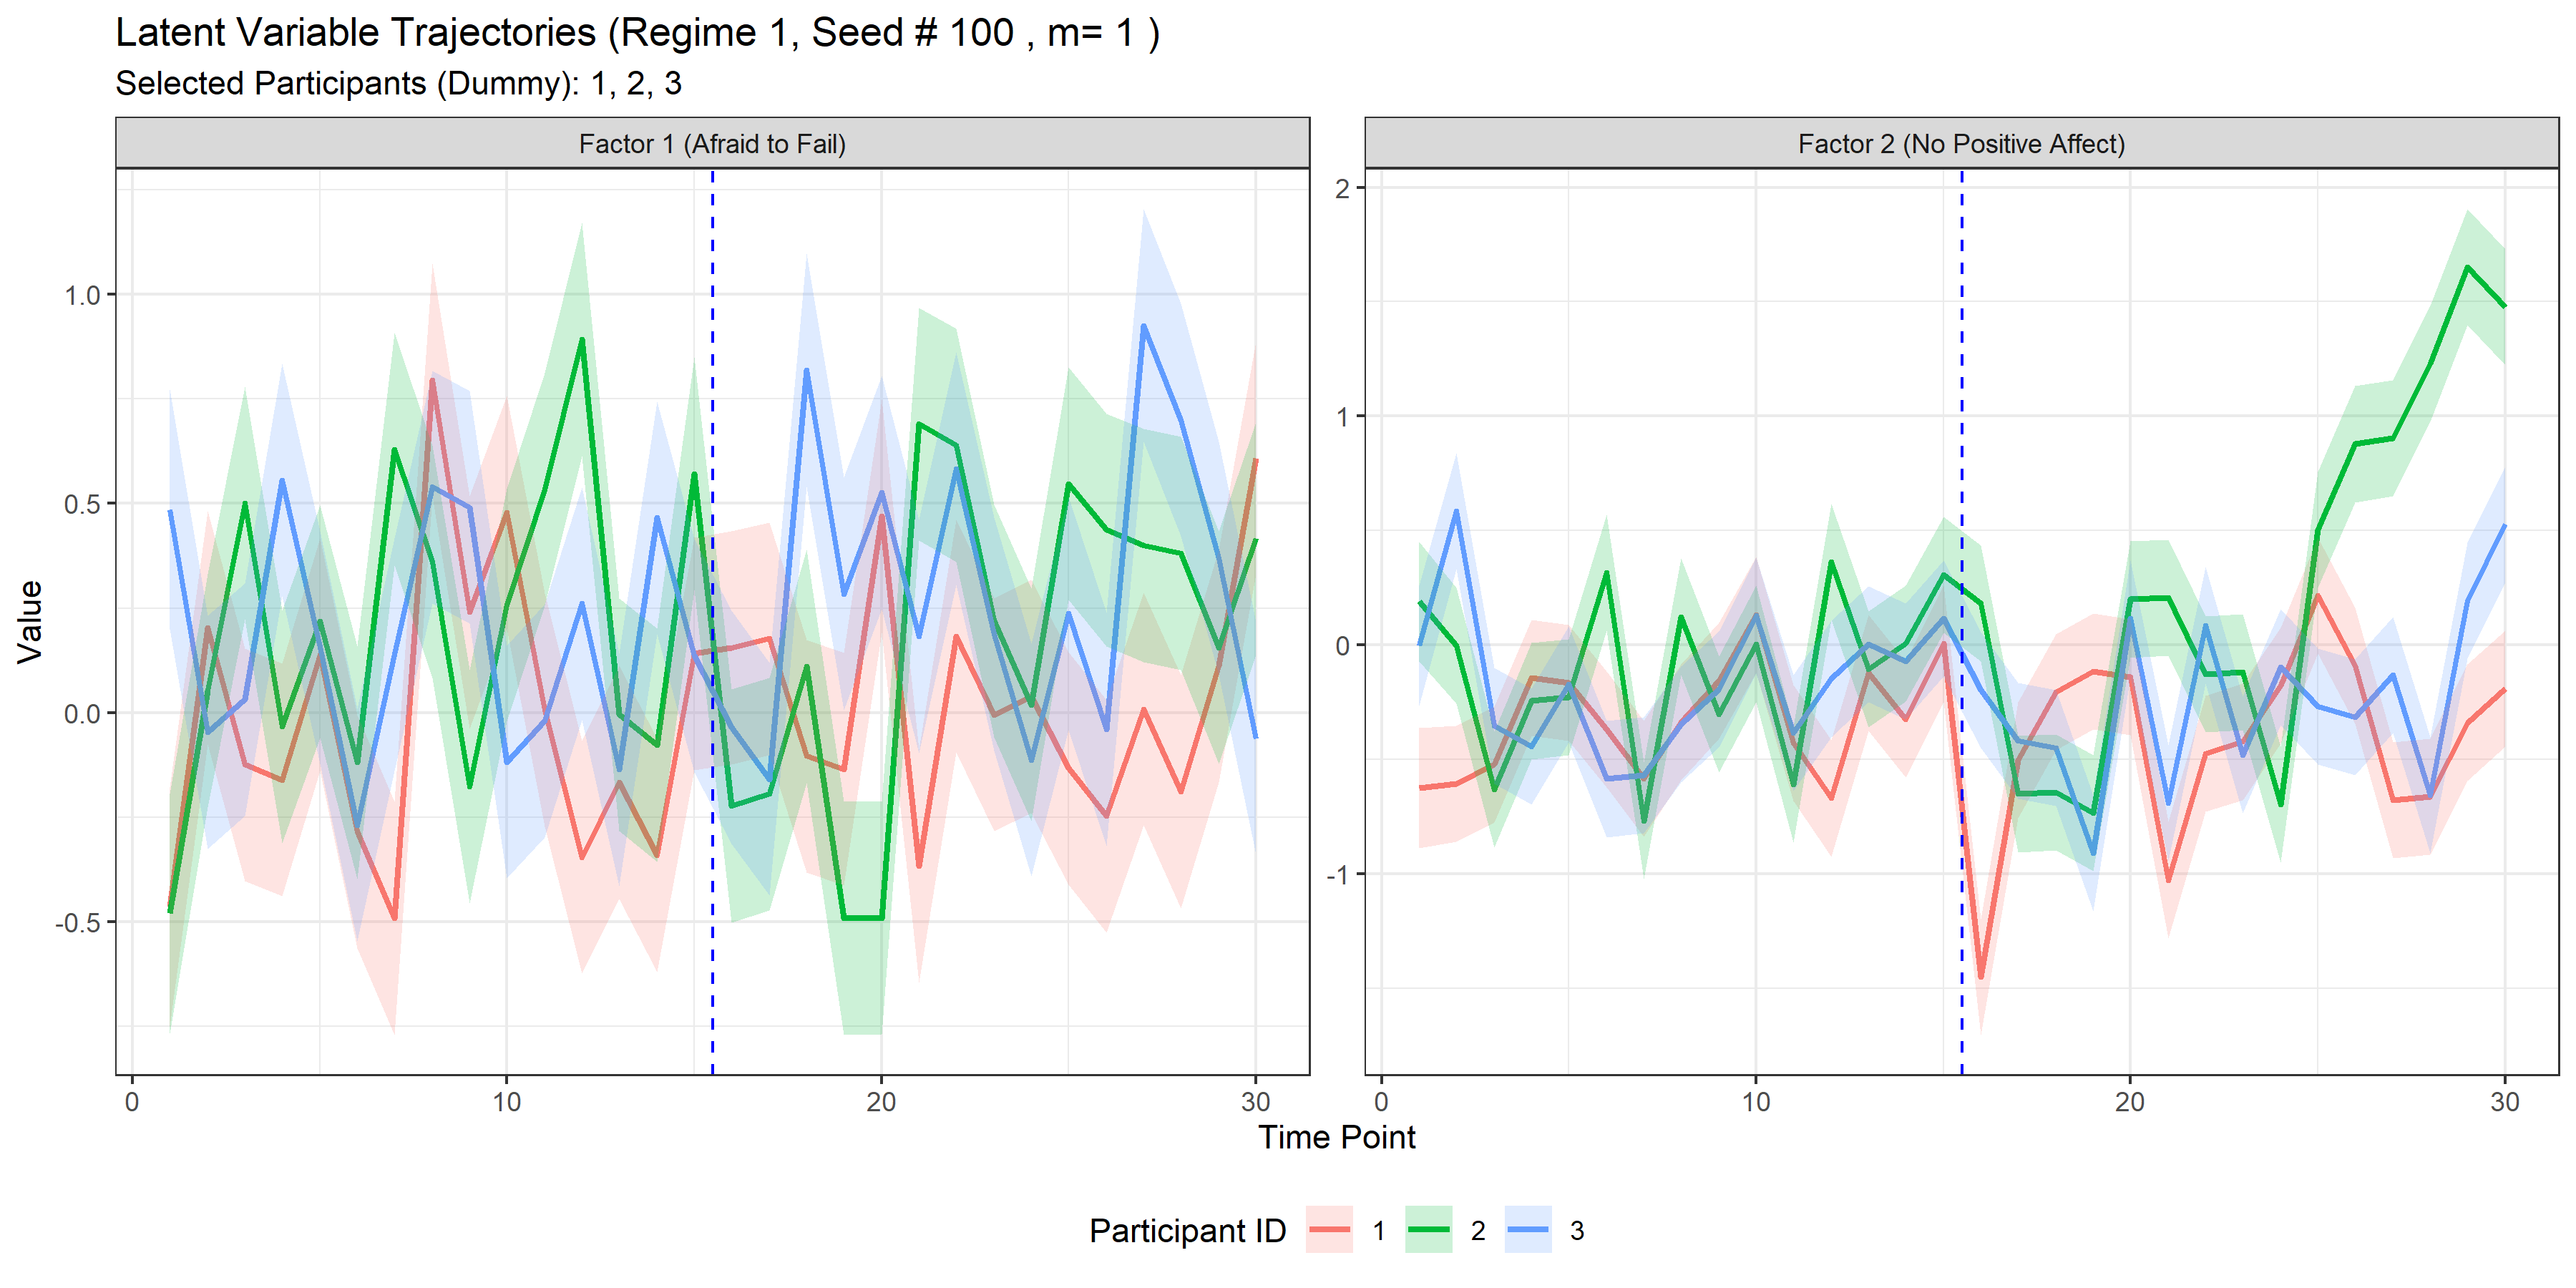 Latent Variable Trajectories (Regime 1, Seed # 100 , m= 1 )
Selected Participants (Dummy): 1, 2, 3
Factor 1 (Afraid to Fail)
Factor 2 (No Positive Affect)
Value
1.0
0.5
0.0
-0.5
2
1
0
-1
0 10 20 30
0 10 20 30
Time Point
Participant ID 1 2 3